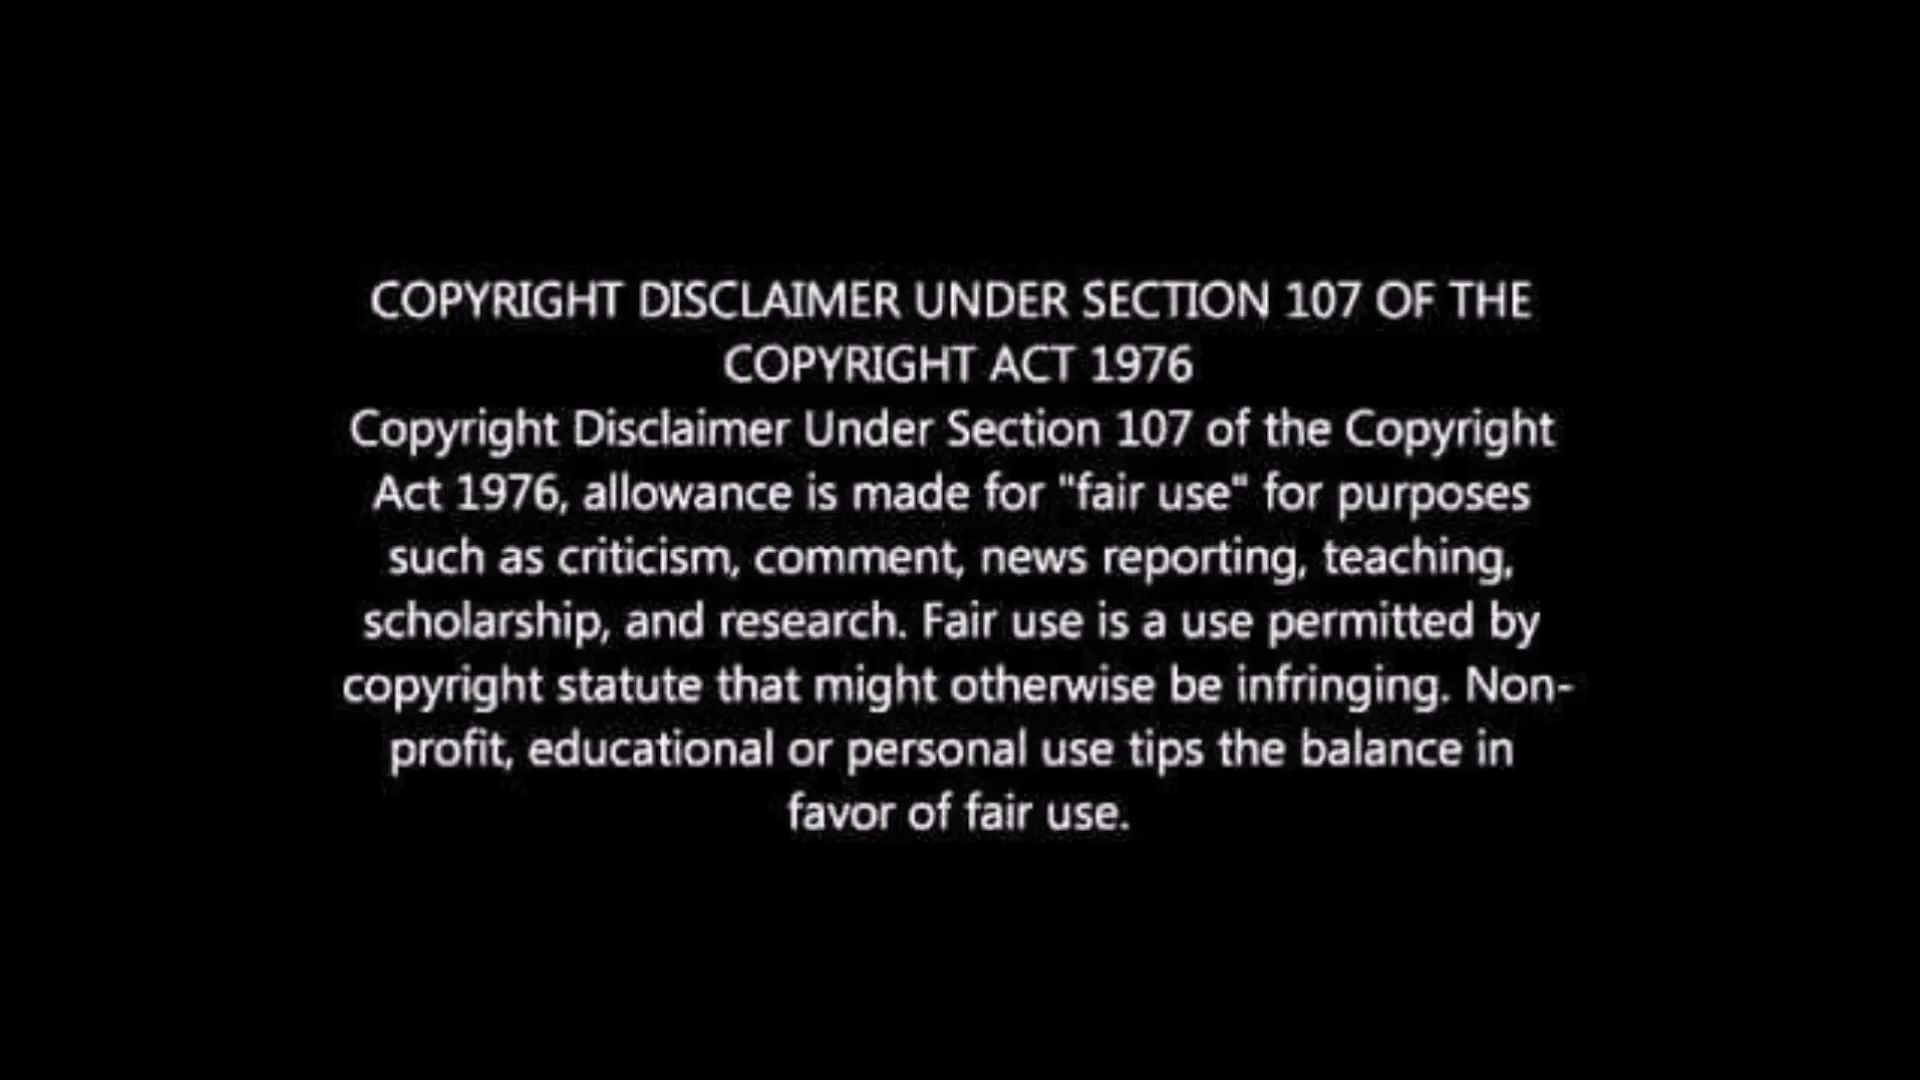 COPYRIGHT DISCLAIMER UNDER SECTION 107 OF THE
COPYRIGHT ACT 1976
Copyright Disclaimer Under Section 107 of the Copyright
Act 1976, allowance is made for "fair use" for purposes
such as criticism, comment, news reporting, teaching,
scholarship, and research. Fair use is a use permitted by
copyright statute that might otherwise be infringing. Non-
profit, educational or personal use tips the balance in
favor of fair use.